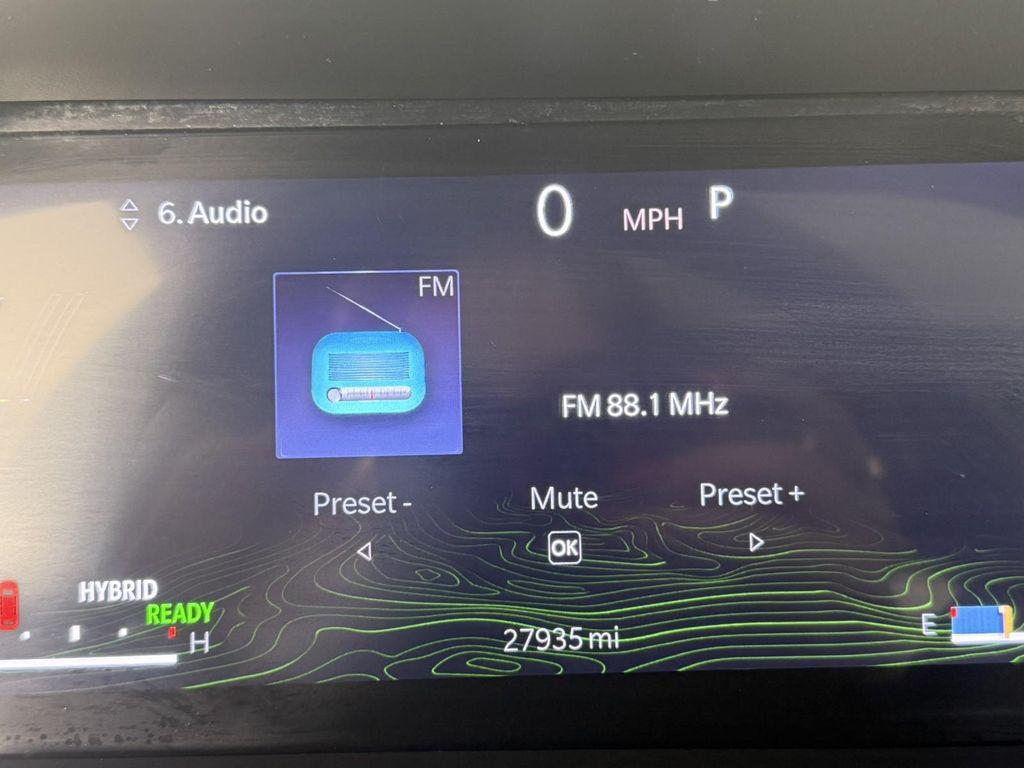 6. Audio
0 MPH P
FM
FM 88.1 MHz
Preset - Mute Preset +
OK
HYBRID
READY
H
27935 mi
E